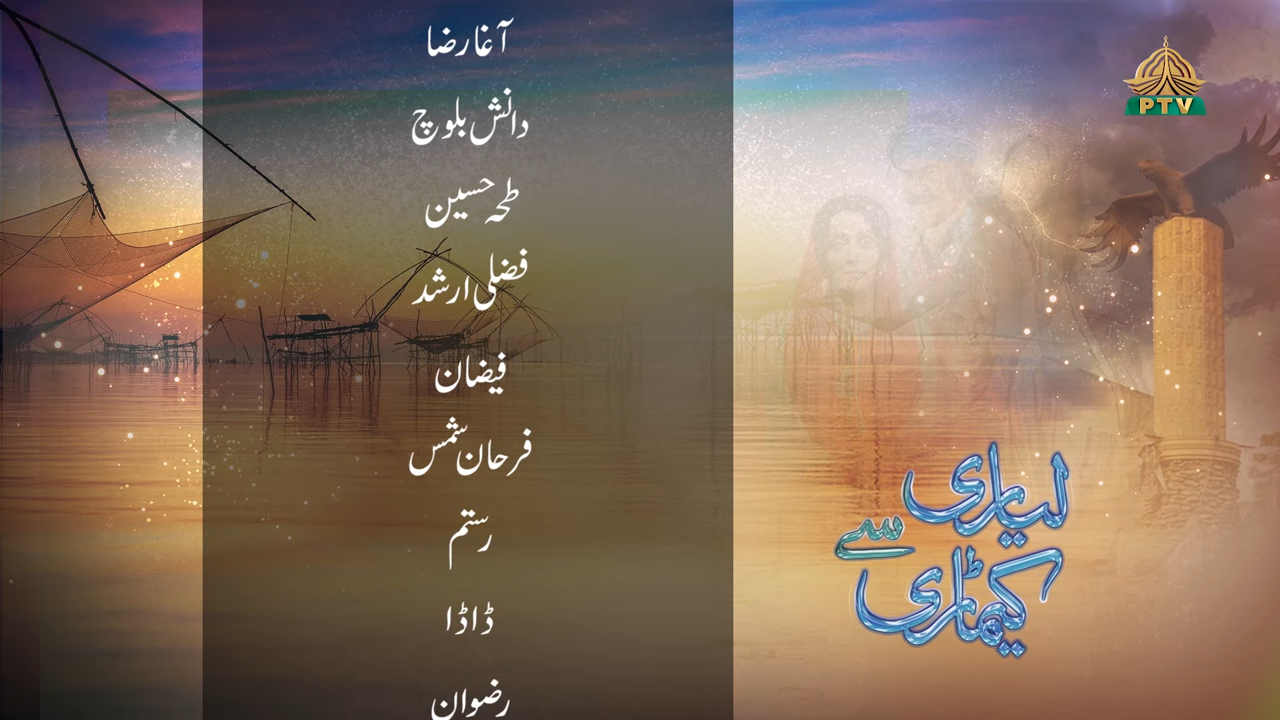 آغا رضا
دانش بلوچ
طحہ حسین
فضلی ارشد
فیضان
فرحان شمس
رستم
ڈاڈا
رضوان
PTV
لیاری
سے
کیماڑی